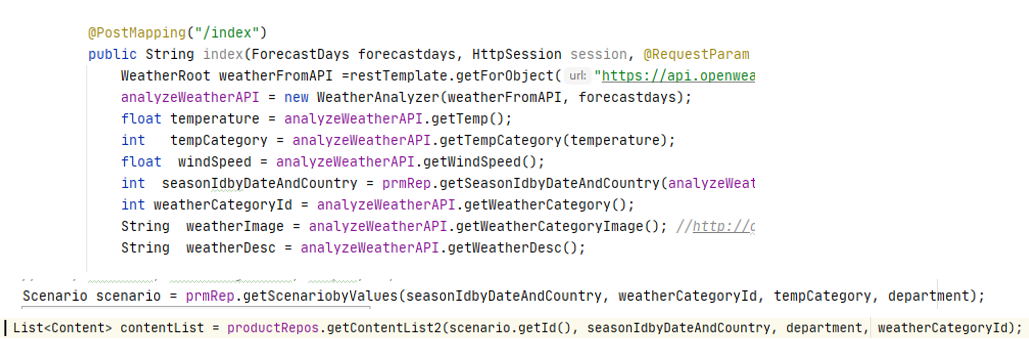 @PostMapping("/index")
public String index(ForecastDays forecastdays, HttpSession session, @RequestParam
WeatherRoot weatherFromAPI =restTemplate.getForObject( url: "https://api.openwea
analyzeWeatherAPI = new WeatherAnalyzer(weatherFromAPI, forecastdays);
float temperature = analyzeWeatherAPI.getTemp();
int tempCategory = analyzeWeatherAPI.getTempCategory(temperature);
float windSpeed = analyzeWeatherAPI.getWindSpeed();
int seasonIdbyDateAndCountry = prmRep.getSeasonIdbyDateAndCountry(analyzeWeat
int weatherCategoryId = analyzeWeatherAPI.getWeatherCategory();
String weatherImage = analyzeWeatherAPI.getWeatherCategoryImage(); //http://
String weatherDesc = analyzeWeatherAPI.getWeatherDesc();
Scenario scenario = prmRep.getScenariobyValues(seasonIdbyDateAndCountry, weatherCategoryId, tempCategory, department);
List<Content> contentList = productRepos.getContentList2(scenario.getId(), seasonIdbyDateAndCountry, department, weatherCategoryId);